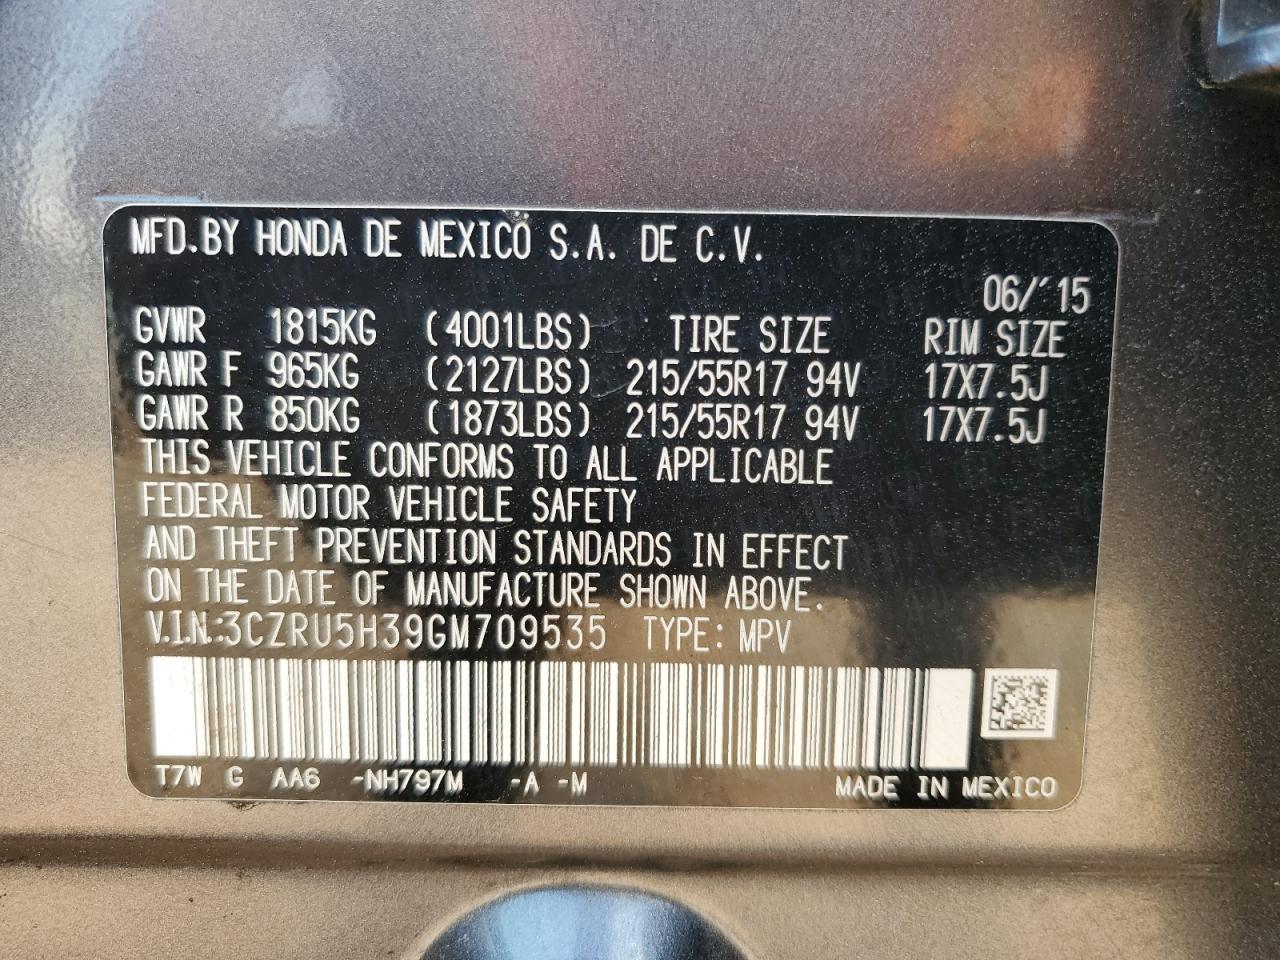 MFD.BY HONDA DE MEXICO S.A. DE C.V.
06/'15
GVWR 1815KG (4001LBS) TIRE SIZE RIM SIZE
GAWR F 965KG (2127LBS) 215/55R17 94V 17X7.5J
GAWR R 850KG (1873LBS) 215/55R17 94V 17X7.5J
THIS VEHICLE CONFORMS TO ALL APPLICABLE
FEDERAL MOTOR VEHICLE SAFETY
AND THEFT PREVENTION STANDARDS IN EFFECT
ON THE DATE OF MANUFACTURE SHOWN ABOVE.
V.I.N.:3CZRU5H39GM709535 TYPE: MPV
T7W G AA6 -NH797M -A -M MADE IN MEXICO